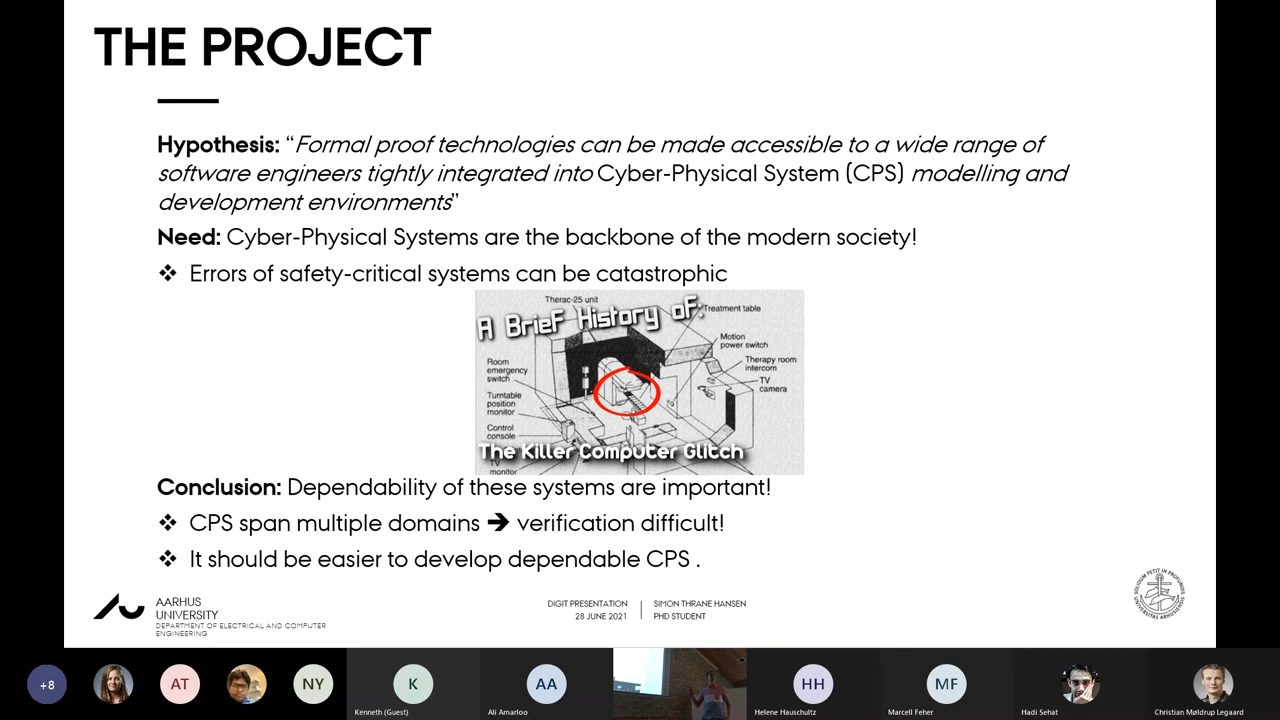 THE PROJECT
Hypothesis: “Formal proof technologies can be made accessible to a wide range of
software engineers tightly integrated into Cyber-Physical System (CPS) modelling and
development environments”
Need: Cyber-Physical Systems are the backbone of the modern society!
❖ Errors of safety-critical systems can be catastrophic
Therac-25 unit
A Brief History of:
Treatment table
Motion
power switch
Room
emergency
switch
Therapy room
intercom
TV
camera
Turntable
position
monitor
Control
console
The Killer Computer Glitch
TV
monitor
Conclusion: Dependability of these systems are important!
❖ CPS span multiple domains ➔ verification difficult!
❖ It should be easier to develop dependable CPS .
AARHUS
UNIVERSITY
DEPARTMENT OF ELECTRICAL AND COMPUTER
ENGINEERING
DIGIT PRESENTATION
28 JUNE 2021
SIMON THRANE HANSEN
PHD STUDENT
SOLIDUM PETIT IN PROFUNDIS
UNIVERSITAS ARHUSIENSIS
+8
AT
NY
K
AA
HH
MF
Kenneth (Guest)
Ali Amarloo
Helene Hauschultz
Marcell Feher
Hadi Sehat
Christian Møldrup Legaard